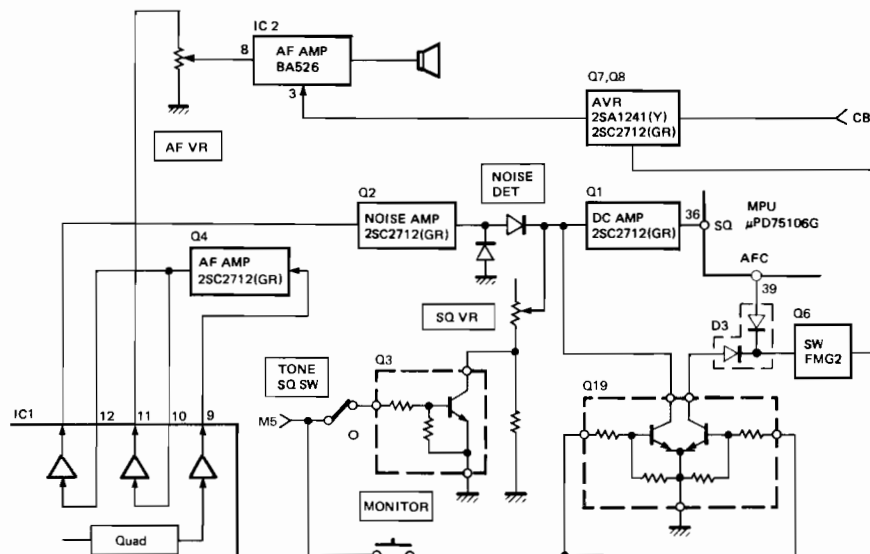 IC 2
8
AF AMP
BA526
3
Q7,Q8
AVR
2SA1241(Y)
2SC2712(GR)
CB
AF VR
NOISE
DET
Q2
NOISE AMP
2SC2712(GR)
Q1
DC AMP
2SC2712(GR)
36
SQ
MPU
μPD75106G
AFC
39
Q4
AF AMP
2SC2712(GR)
SQ VR
D3
Q6
SW
FMG2
TONE
SQ SW
Q3
Q19
M5
IC1
12
11
10
9
MONITOR
Quad